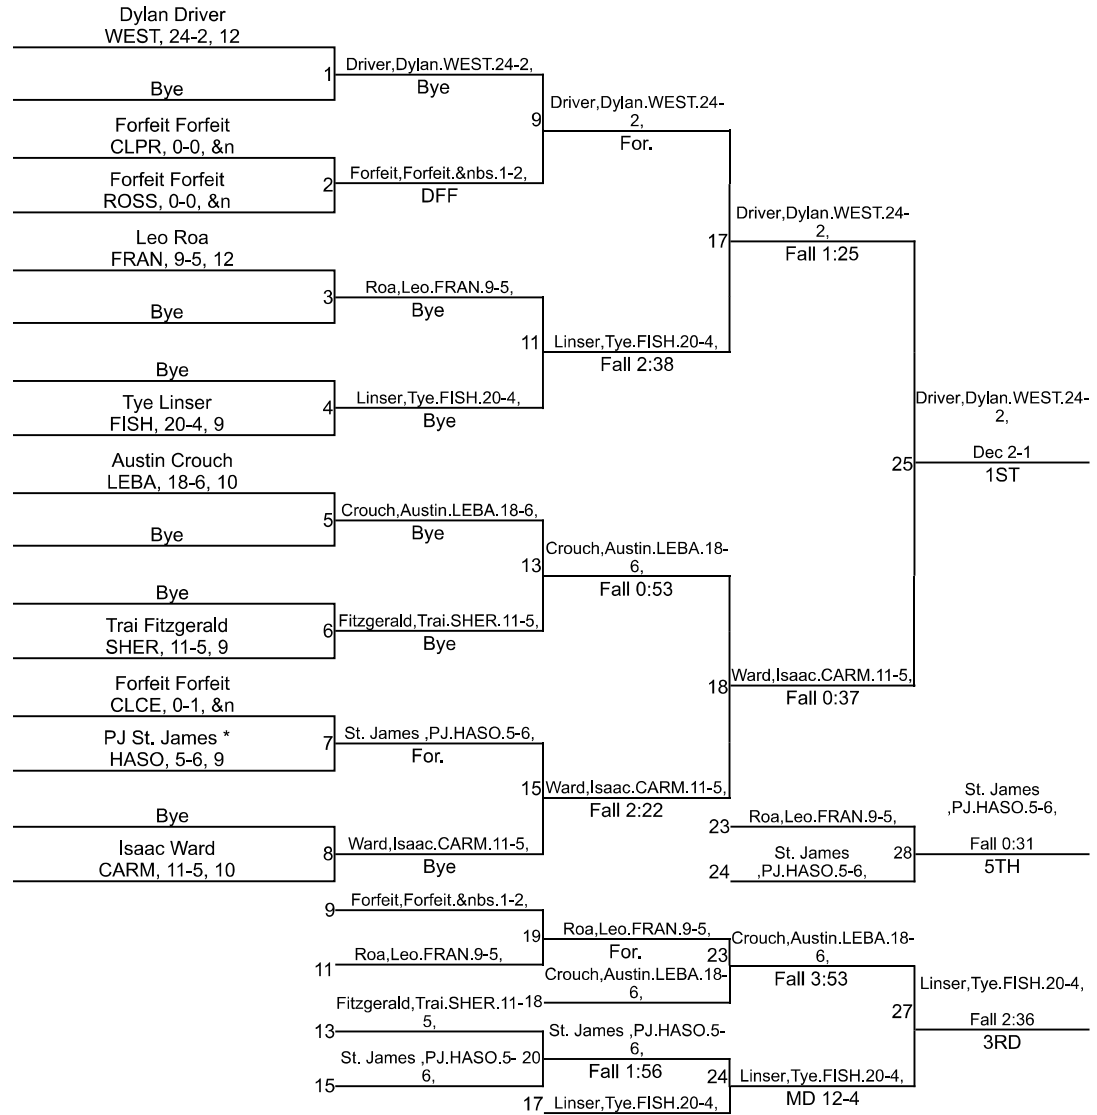 Dylan Driver
WEST, 24-2, 12
1
Driver,Dylan.WEST.24-2,
Bye
Bye
9
Driver,Dylan.WEST.24-
2,
For.
Forfeit Forfeit
CLPR, 0-0, &n
Forfeit Forfeit
ROSS, 0-0, &n
2
Forfeit,Forfeit.&nbs.1-2,
DFF
17
Driver,Dylan.WEST.24-
2,
Fall 1:25
Leo Roa
FRAN, 9-5, 12
3
Roa,Leo.FRAN.9-5,
Bye
Bye
11
Linser,Tye.FISH.20-4,
Fall 2:38
Bye
Tye Linser
FISH, 20-4, 9
4
Linser,Tye.FISH.20-4,
Bye
25
Driver,Dylan.WEST.24-
2,
Dec 2-1
1ST
Austin Crouch
LEBA, 18-6, 10
5
Crouch,Austin.LEBA.18-6,
Bye
Bye
13
Crouch,Austin.LEBA.18-
6,
Fall 0:53
Bye
Trai Fitzgerald
SHER, 11-5, 9
6
Fitzgerald,Trai.SHER.11-5,
Bye
18
Ward,Isaac.CARM.11-5,
Fall 0:37
Forfeit Forfeit
CLCE, 0-1, &n
PJ St. James *
HASO, 5-6, 9
7
St. James ,PJ.HASO.5-6,
For.
15
Ward,Isaac.CARM.11-5,
Fall 2:22
Bye
Isaac Ward
CARM, 11-5, 10
8
Ward,Isaac.CARM.11-5,
Bye
23
Roa,Leo.FRAN.9-5,
24
St. James
,PJ.HASO.5-6,
28
St. James
,PJ.HASO.5-6,
Fall 0:31
5TH
9
Forfeit,Forfeit.&nbs.1-2,
11
Roa,Leo.FRAN.9-5,
19
Roa,Leo.FRAN.9-5,
For.
18
Crouch,Austin.LEBA.18-
6,
23
Crouch,Austin.LEBA.18-
6,
Fall 3:53
13
Fitzgerald,Trai.SHER.11-
5,
15
St. James ,PJ.HASO.5-
6,
20
St. James ,PJ.HASO.5-
6,
Fall 1:56
17
Linser,Tye.FISH.20-4,
24
Linser,Tye.FISH.20-4,
MD 12-4
27
Linser,Tye.FISH.20-4,
Fall 2:36
3RD